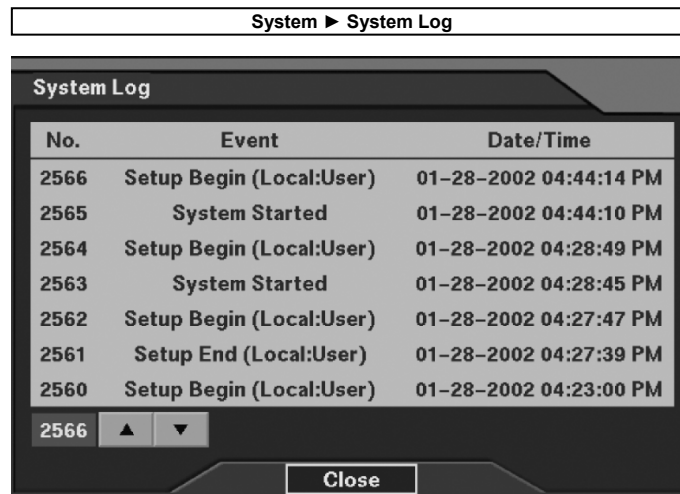 System ► System Log
System Log
No. Event Date/Time
2566 Setup Begin (Local:User) 01-28-2002 04:44:14 PM
2565 System Started 01-28-2002 04:44:10 PM
2564 Setup Begin (Local:User) 01-28-2002 04:28:49 PM
2563 System Started 01-28-2002 04:28:45 PM
2562 Setup Begin (Local:User) 01-28-2002 04:27:47 PM
2561 Setup End (Local:User) 01-28-2002 04:27:39 PM
2560 Setup Begin (Local:User) 01-28-2002 04:23:00 PM
2566 ▲ ▼
Close